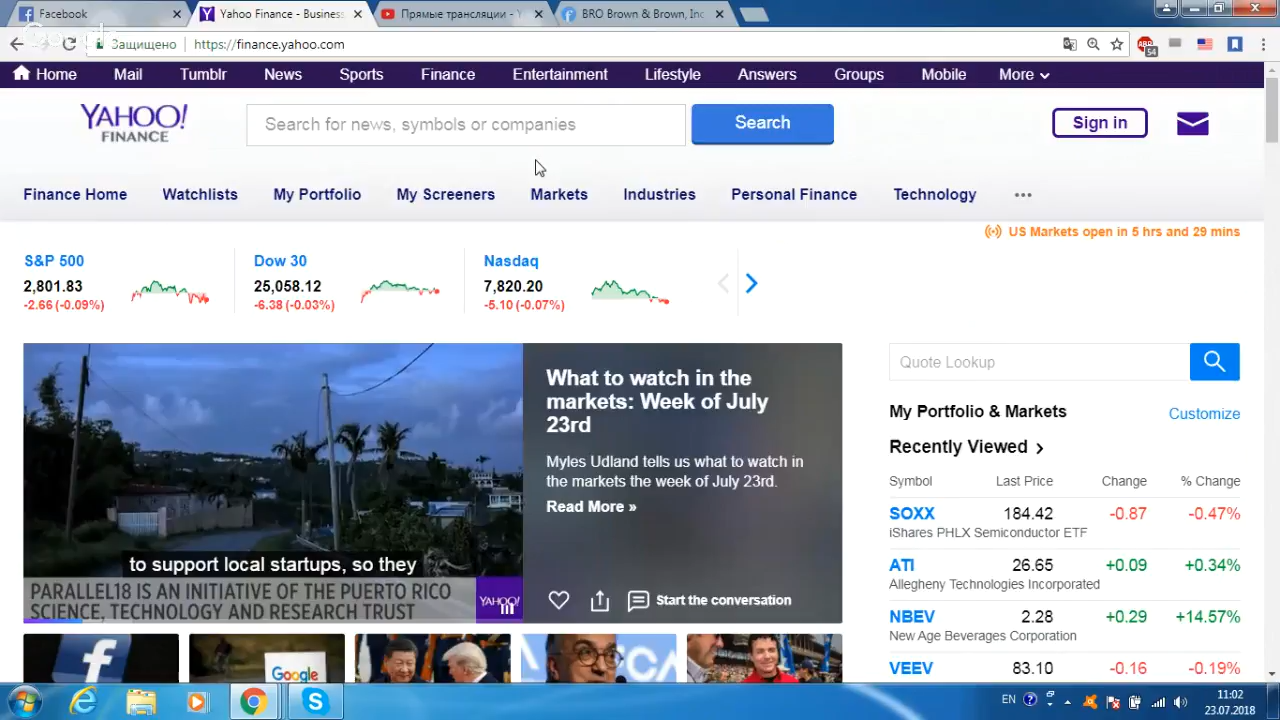 Facebook
Yahoo Finance - Business
Прямые трансляции - Y
BRO Brown & Brown, Inc
Защищено
https://finance.yahoo.com
54
Home Mail Tumblr News Sports Finance Entertainment Lifestyle Answers Groups Mobile More
YAHOO!
FINANCE
Search for news, symbols or companies
Search
Sign in
Finance Home Watchlists My Portfolio My Screeners Markets Industries Personal Finance Technology •••
US Markets open in 5 hrs and 29 mins
S&P 500
2,801.83
-2.66 (-0.09%)
Dow 30
25,058.12
-6.38 (-0.03%)
Nasdaq
7,820.20
-5.10 (-0.07%)
to support local startups, so they
PARALLEL18 IS AN INITIATIVE OF THE PUERTO RICO
SCIENCE, TECHNOLOGY AND RESEARCH TRUST
YAHOO!
What to watch in the
markets: Week of July
23rd
Myles Udland tells us what to watch in
the markets the week of July 23rd.
Read More »
Start the conversation
Google
Quote Lookup
My Portfolio & Markets
Customize
Recently Viewed
Symbol Last Price Change % Change
SOXX 184.42 -0.87 -0.47%
iShares PHLX Semiconductor ETF
ATI 26.65 +0.09 +0.34%
Allegheny Technologies Incorporated
NBEV 2.28 +0.29 +14.57%
New Age Beverages Corporation
VEEV 83.10 -0.16 -0.19%
EN
11:02
23.07.2018